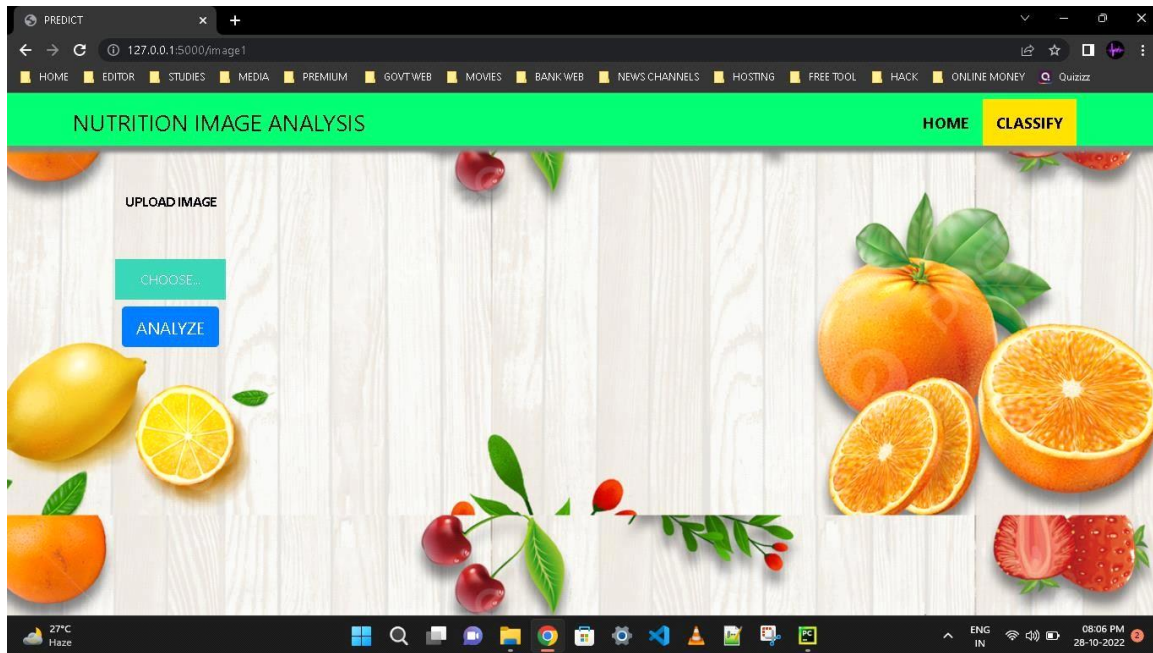 PREDICT
127.0.0.1:5000/image1
HOME EDITOR STUDIES MEDIA PREMIUM GOVT WEB MOVIES BANK WEB NEWS CHANNELS HOSTING FREE TOOL HACK ONLINE MONEY Quizizz
NUTRITION IMAGE ANALYSIS HOME CLASSIFY
UPLOAD IMAGE
CHOOSE...
ANALYZE
27°C
Haze
PC
ENG
IN
08:06 PM
28-10-2022
2